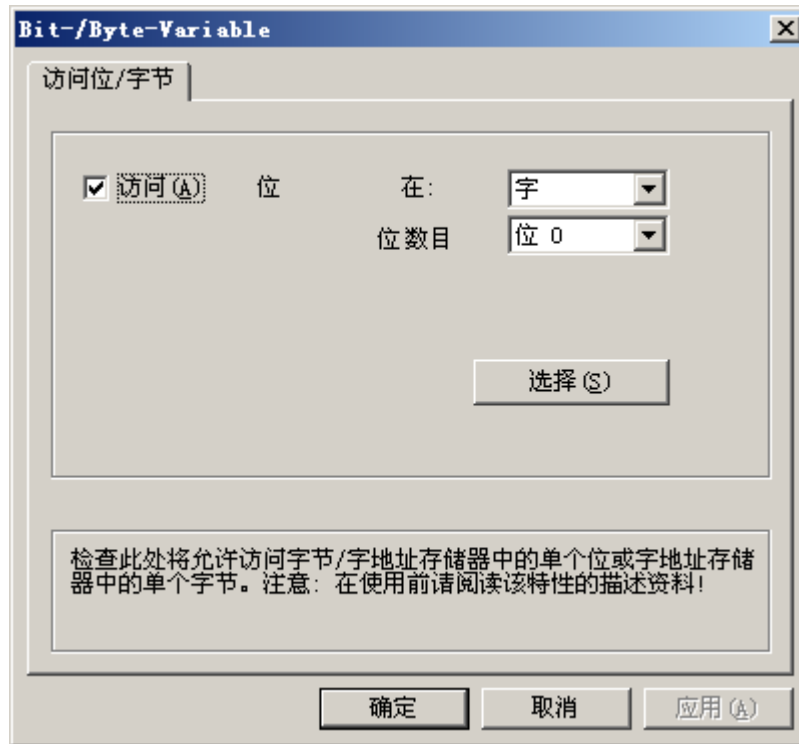 Bit-/Byte-Variable
访问位/字节
访问(A) 位 在: 字
位数目 位 0
选择(S)
检查此处将允许访问字节/字地址存储器中的单个位或字地址存储
器中的单个字节。注意: 在使用前请阅读该特性的描述资料!
确定 取消 应用(A)